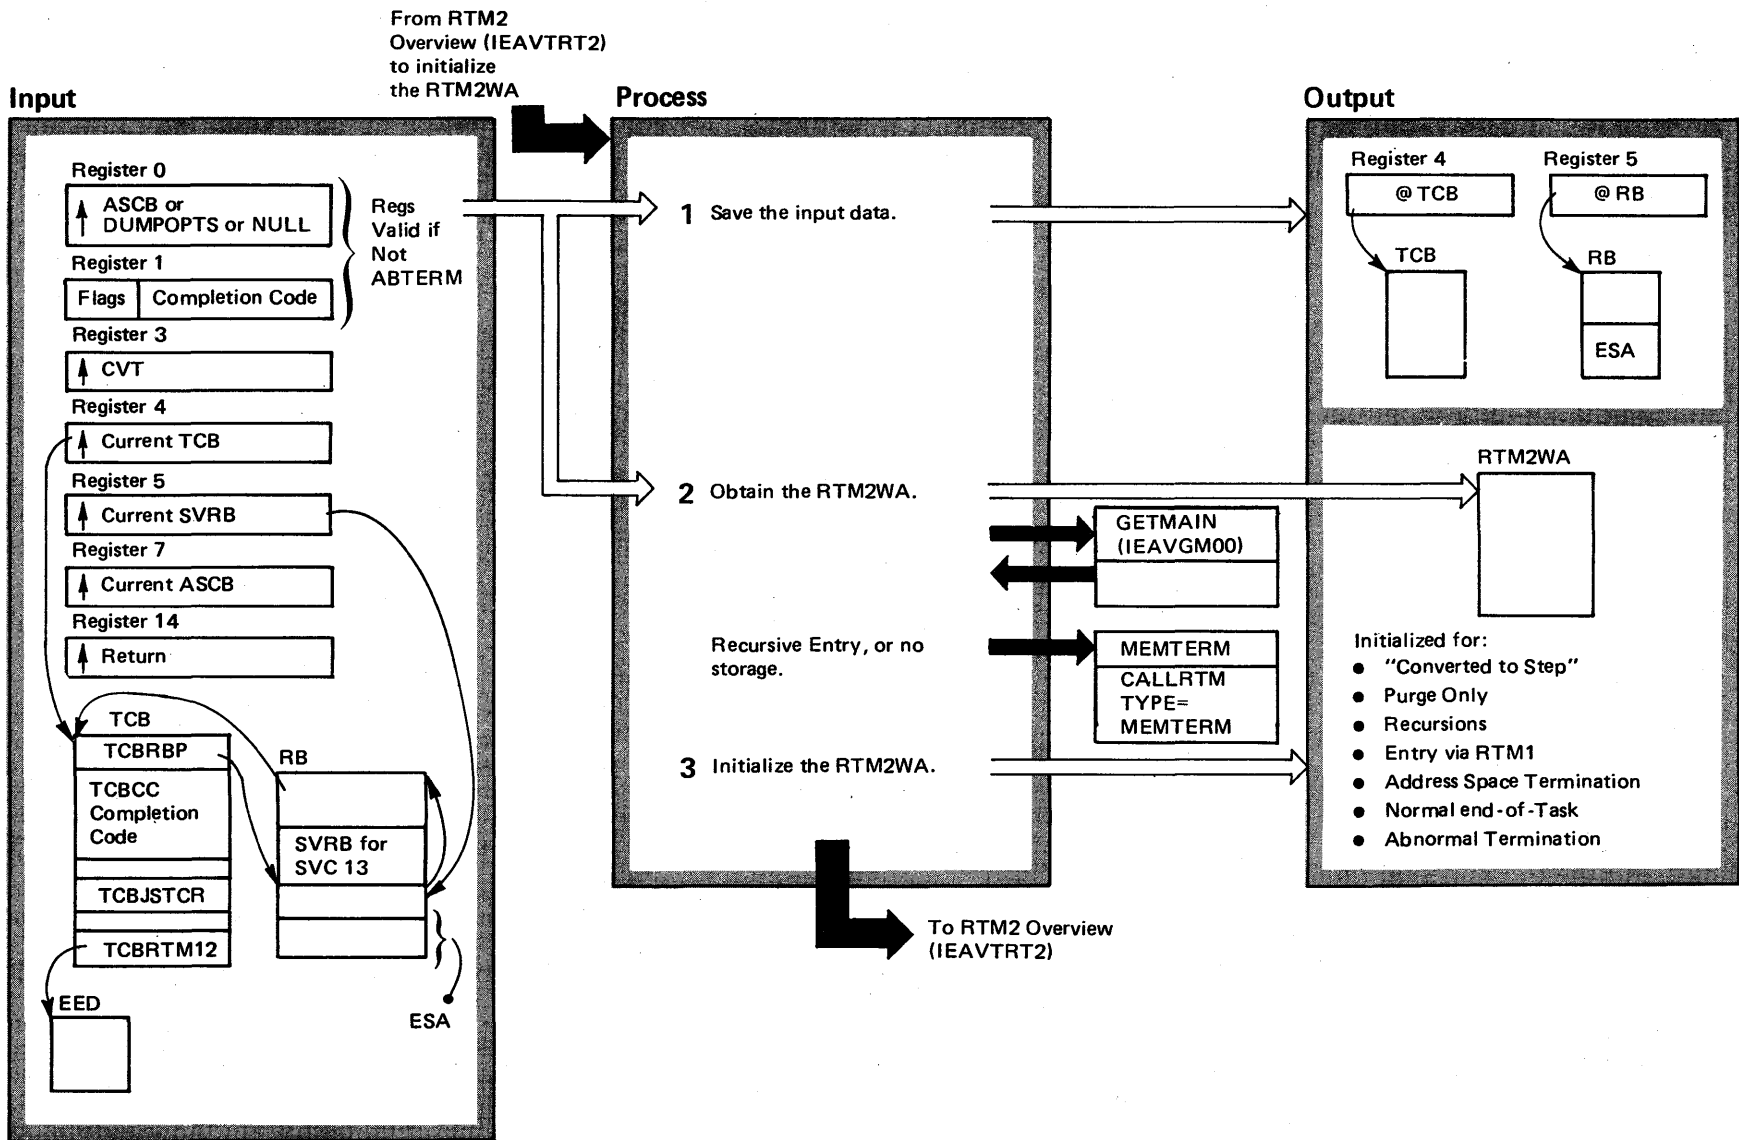 From RTM2
Overview (IEAVTRT2)
to initialize
the RTM2WA
Input
Register 0
ASCB or
DUMPOPTS or NULL
Regs
Valid if
Not
ABTERM
Register 1
Flags
Completion Code
Register 3
CVT
Register 4
Current TCB
Register 5
Current SVRB
Register 7
Current ASCB
Register 14
Return
TCB
TCBRBP
TCBCC
Completion
Code
TCBJSTCR
TCBRTM12
RB
SVRB for
SVC 13
ESA
EED
Process
1 Save the input data.
2 Obtain the RTM2WA.
GETMAIN
(IEAVGM00)
Recursive Entry, or no
storage.
MEMTERM
CALLRTM
TYPE=
MEMTERM
3 Initialize the RTM2WA.
To RTM2 Overview
(IEAVTRT2)
Output
Register 4
@ TCB
TCB
Register 5
@ RB
RB
ESA
RTM2WA
Initialized for:
● "Converted to Step"
● Purge Only
● Recursions
● Entry via RTM1
● Address Space Termination
● Normal end-of-Task
● Abnormal Termination